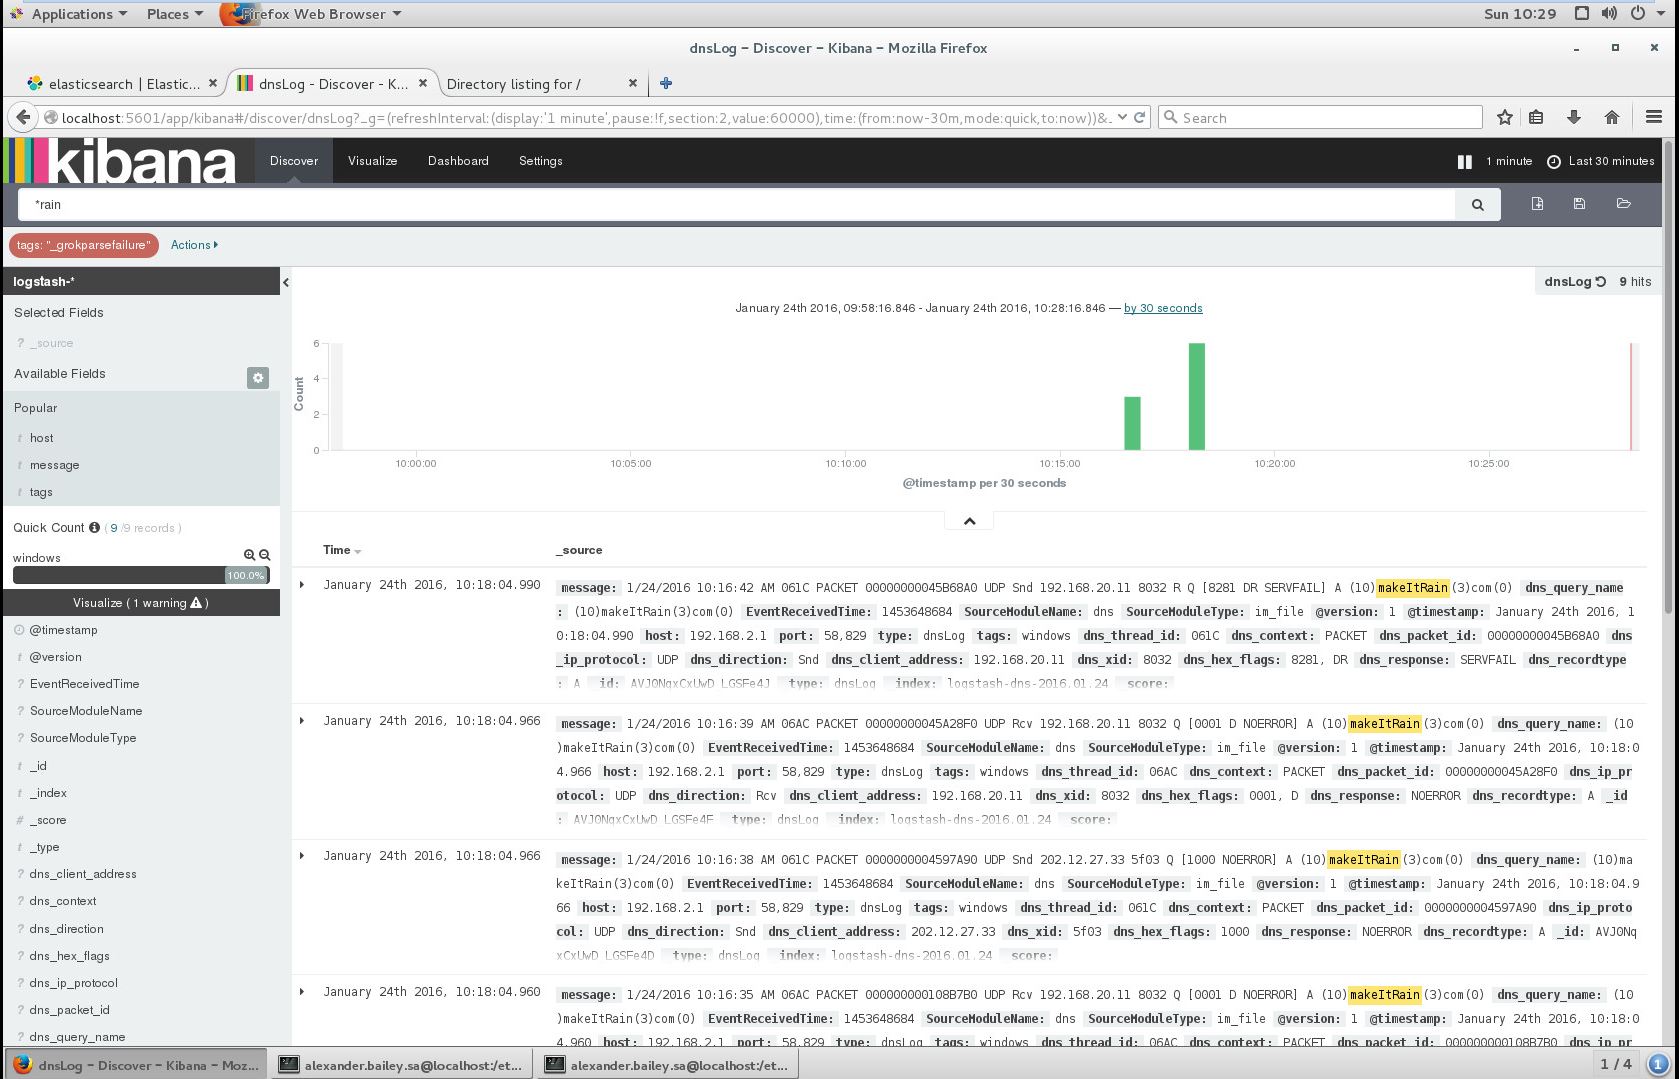 Applications Places Firefox Web Browser Sun 10:29
dnsLog - Discover - Kibana - Mozilla Firefox
elasticsearch | Elastic... dnsLog - Discover - K... Directory listing for /
localhost:5601/app/kibana#/discover/dnsLog?_g=(refreshInterval:(display:'1 minute',pause:!f,section:2,value:60000),time:(from:now-30m,mode:quick,to:now))&_ Search
kibana Discover Visualize Dashboard Settings 1 minute Last 30 minutes
*rain
tags: "_grokparsefailure" Actions
logstash-*
dnsLog 9 hits
Selected Fields
? _source
Available Fields
Popular
t host
t message
t tags
Quick Count ( 9 /9 records )
windows
100.0%
Visualize ( 1 warning )
@timestamp
t @version
? EventReceivedTime
? SourceModuleName
? SourceModuleType
t _id
t _index
# _score
t _type
? dns_client_address
? dns_context
? dns_direction
? dns_hex_flags
? dns_ip_protocol
? dns_packet_id
? dns_query_name
January 24th 2016, 09:58:16.846 - January 24th 2016, 10:28:16.846 — by 30 seconds
Count
6
4
2
0
10:00:00 10:05:00 10:10:00 10:15:00 10:20:00 10:25:00
@timestamp per 30 seconds
Time _source
January 24th 2016, 10:18:04.990 message: 1/24/2016 10:16:42 AM 061C PACKET 00000000045B68A0 UDP Snd 192.168.20.11 8032 R Q [8281 DR SERVFAIL] A (10)makeItRain(3)com(0) dns_query_name
: (10)makeItRain(3)com(0) EventReceivedTime: 1453648684 SourceModuleName: dns SourceModuleType: im_file @version: 1 @timestamp: January 24th 2016, 1
0:18:04.990 host: 192.168.2.1 port: 58,829 type: dnsLog tags: windows dns_thread_id: 061C dns_context: PACKET dns_packet_id: 00000000045B68A0 dns
_ip_protocol: UDP dns_direction: Snd dns_client_address: 192.168.20.11 dns_xid: 8032 dns_hex_flags: 8281, DR dns_response: SERVFAIL dns_recordtype
: A _id: AVJ0NqxCxUwD_LGSFe4J _type: dnsLog _index: logstash-dns-2016.01.24 _score:
January 24th 2016, 10:18:04.966 message: 1/24/2016 10:16:39 AM 06AC PACKET 00000000045A28F0 UDP Rcv 192.168.20.11 8032 Q [0001 D NOERROR] A (10)makeItRain(3)com(0) dns_query_name: (10
)makeItRain(3)com(0) EventReceivedTime: 1453648684 SourceModuleName: dns SourceModuleType: im_file @version: 1 @timestamp: January 24th 2016, 10:18:0
4.966 host: 192.168.2.1 port: 58,829 type: dnsLog tags: windows dns_thread_id: 06AC dns_context: PACKET dns_packet_id: 00000000045A28F0 dns_ip_pr
otocol: UDP dns_direction: Rcv dns_client_address: 192.168.20.11 dns_xid: 8032 dns_hex_flags: 0001, D dns_response: NOERROR dns_recordtype: A _id
: AVJ0NqxCxUwD_LGSFe4E _type: dnsLog _index: logstash-dns-2016.01.24 _score:
January 24th 2016, 10:18:04.966 message: 1/24/2016 10:16:38 AM 061C PACKET 0000000004597A90 UDP Snd 202.12.27.33 5f03 Q [1000 NOERROR] A (10)makeItRain(3)com(0) dns_query_name: (10)ma
keItRain(3)com(0) EventReceivedTime: 1453648684 SourceModuleName: dns SourceModuleType: im_file @version: 1 @timestamp: January 24th 2016, 10:18:04.9
66 host: 192.168.2.1 port: 58,829 type: dnsLog tags: windows dns_thread_id: 061C dns_context: PACKET dns_packet_id: 0000000004597A90 dns_ip_proto
col: UDP dns_direction: Snd dns_client_address: 202.12.27.33 dns_xid: 5f03 dns_hex_flags: 1000 dns_response: NOERROR dns_recordtype: A _id: AVJ0Nq
xCxUwD_LGSFe4D _type: dnsLog _index: logstash-dns-2016.01.24 _score:
January 24th 2016, 10:18:04.960 message: 1/24/2016 10:16:35 AM 06AC PACKET 000000000108B7B0 UDP Rcv 192.168.20.11 8032 Q [0001 D NOERROR] A (10)makeItRain(3)com(0) dns_query_name: (10
)makeItRain(3)com(0) EventReceivedTime: 1453648684 SourceModuleName: dns SourceModuleType: im_file @version: 1 @timestamp: January 24th 2016, 10:18:0
4.960 host: 192.168.2.1 port: 58,829 type: dnsLog tags: windows dns_thread_id: 06AC dns_context: PACKET dns_packet_id: 000000000108B7B0 dns_ip_pr
dnsLog - Discover - Kibana - Moz... alexander.bailey.sa@localhost:/et... alexander.bailey.sa@localhost:/et... 1 / 4 1